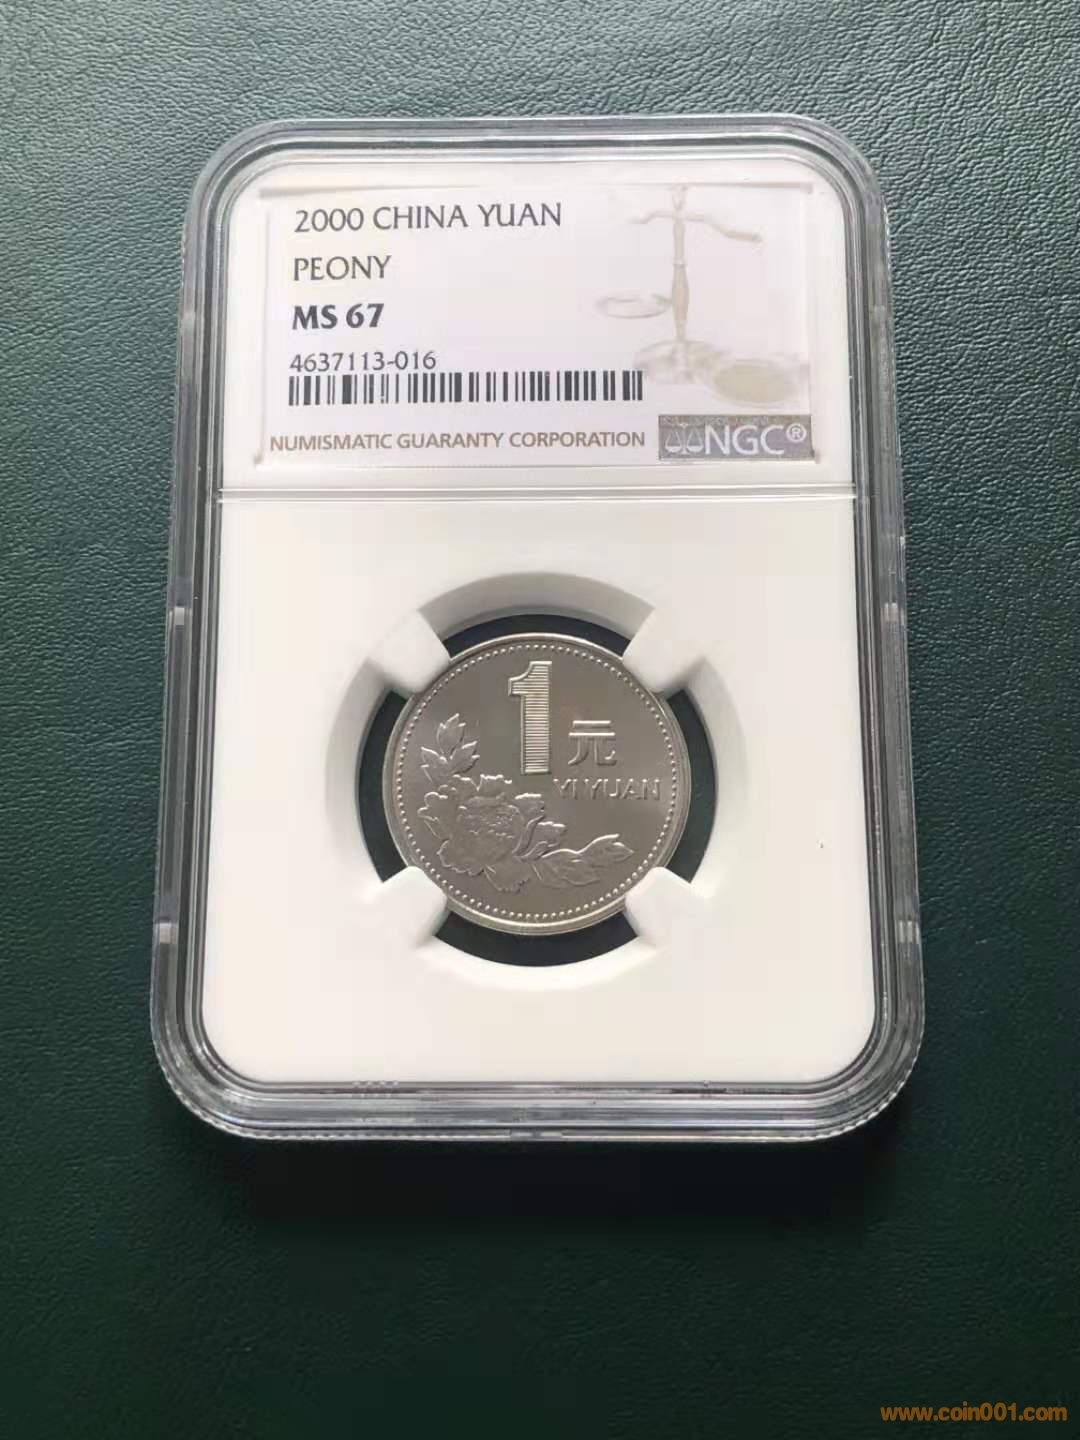 2000 CHINA YUAN
PEONY
MS 67
4637113-016
NUMISMATIC GUARANTY CORPORATION
NGC®
1
元
YI YUAN
www.coin001.com